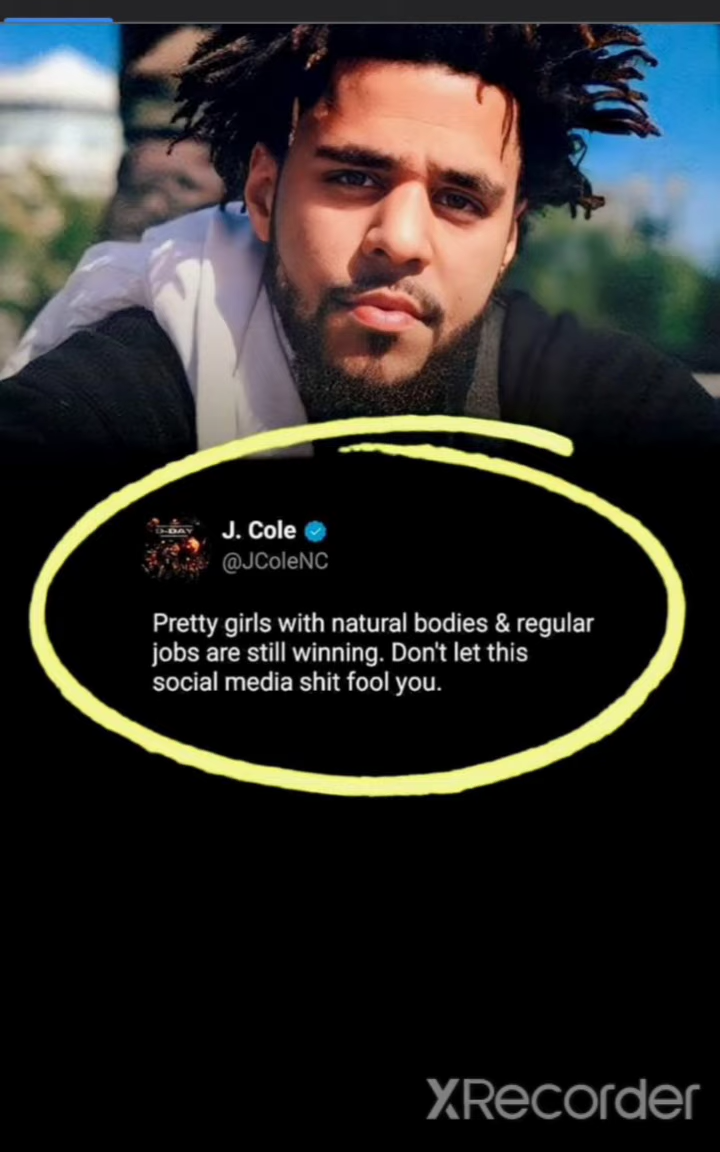 J. Cole
@JColeNC
Pretty girls with natural bodies & regular
jobs are still winning. Don't let this
social media shit fool you.
XRecorder